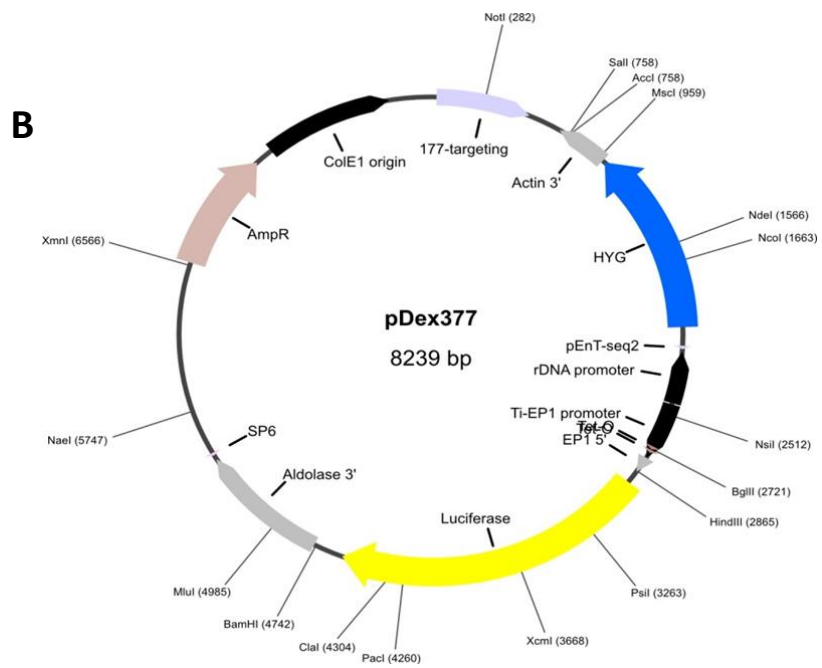 B
NotI (282)
SalI (758)
AccI (758)
MscI (959)
177-targeting
ColE1 origin
Actin 3'
AmpR
NdeI (1566)
NcoI (1663)
XmnI (6566)
HYG
pDex377
8239 bp
pEnT-seq2
rDNA promoter
Ti-EP1 promoter
Tet-O
EP1 5'
NsiI (2512)
NaeI (5747)
SP6
BglII (2721)
Aldolase 3'
HindIII (2865)
Luciferase
MluI (4985)
PsiI (3263)
BamHI (4742)
ClaI (4304)
XcmI (3668)
PacI (4260)